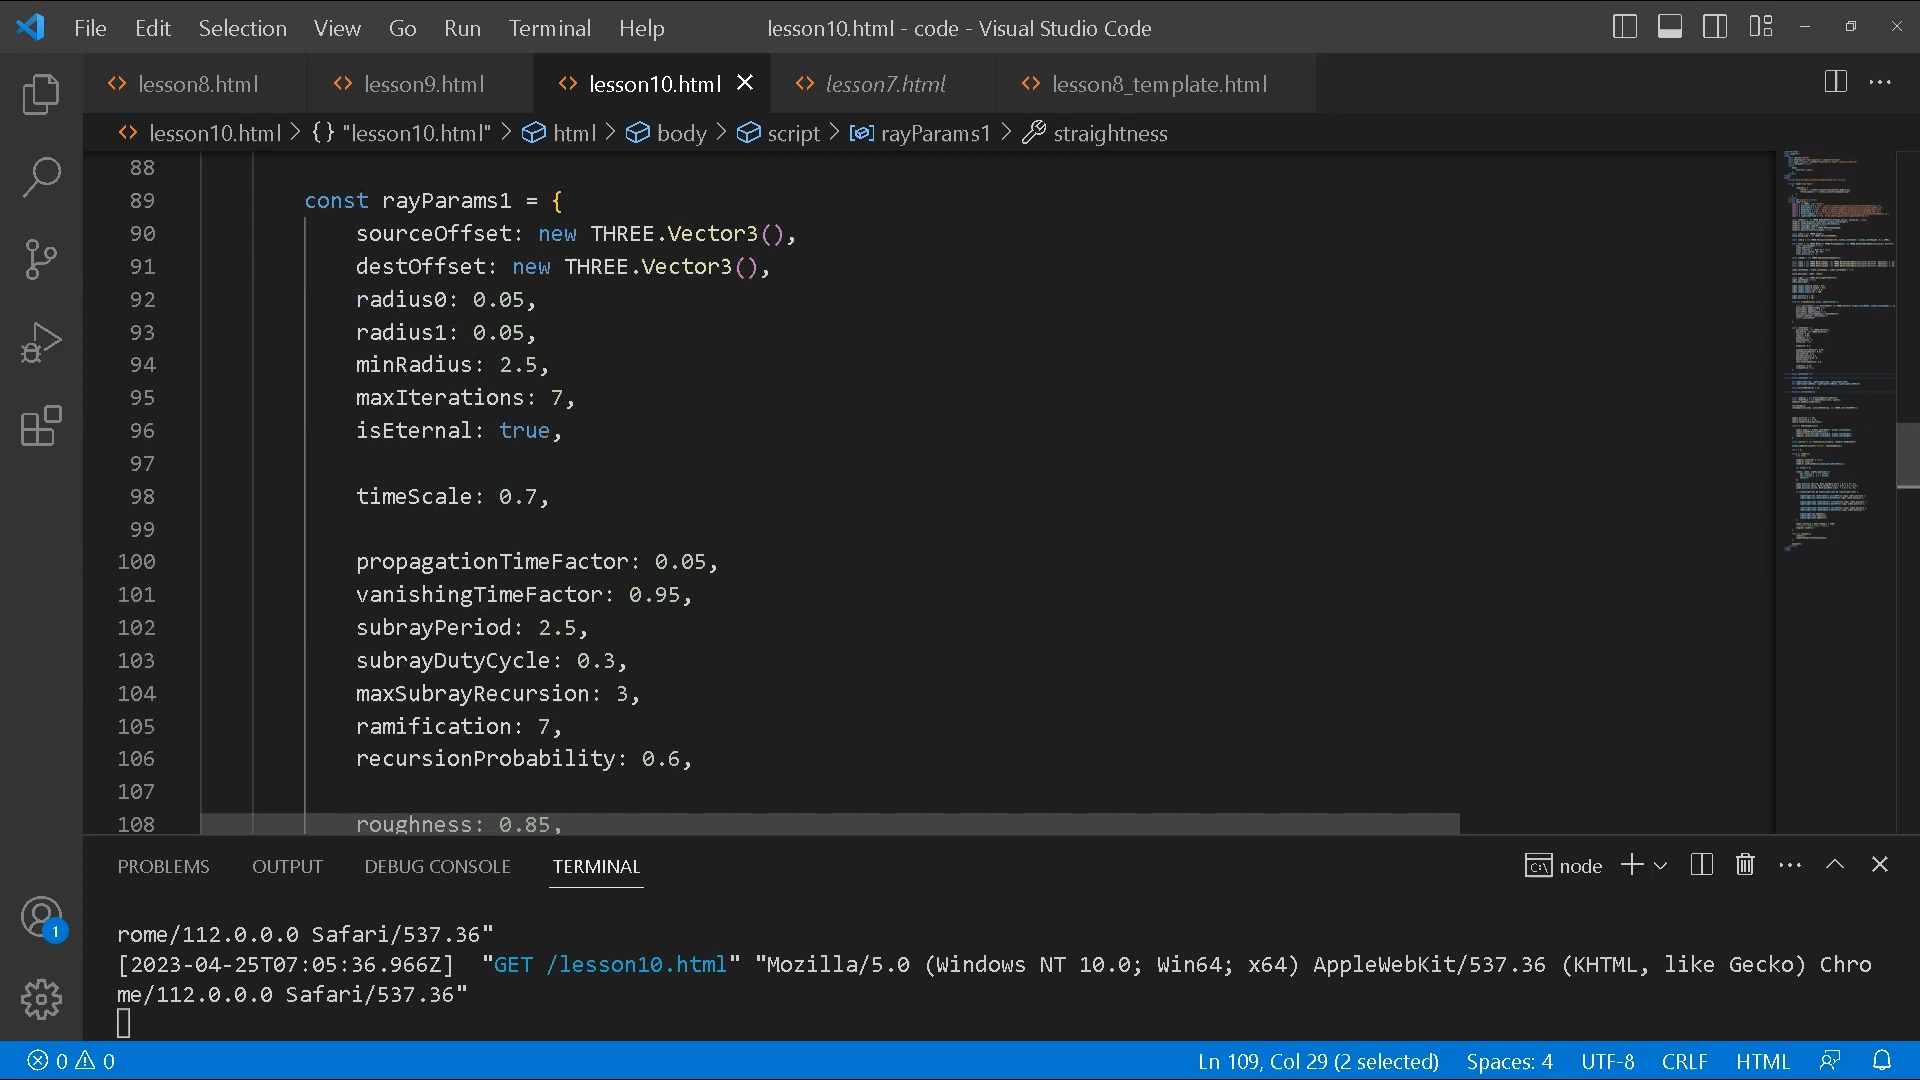 File Edit Selection View Go Run Terminal Help lesson10.html - code - Visual Studio Code
lesson8.html lesson9.html lesson10.html lesson7.html lesson8_template.html
lesson10.html > {} "lesson10.html" > html > body > script > rayParams1 > straightness
88
89 const rayParams1 = {
90 sourceOffset: new THREE.Vector3(),
91 destOffset: new THREE.Vector3(),
92 radius0: 0.05,
93 radius1: 0.05,
94 minRadius: 2.5,
95 maxIterations: 7,
96 isEternal: true,
97
98 timeScale: 0.7,
99
100 propagationTimeFactor: 0.05,
101 vanishingTimeFactor: 0.95,
102 subrayPeriod: 2.5,
103 subrayDutyCycle: 0.3,
104 maxSubrayRecursion: 3,
105 ramification: 7,
106 recursionProbability: 0.6,
107
108 roughness: 0.85,
PROBLEMS OUTPUT DEBUG CONSOLE TERMINAL node
rome/112.0.0.0 Safari/537.36"
[2023-04-25T07:05:36.966Z] "GET /lesson10.html" "Mozilla/5.0 (Windows NT 10.0; Win64; x64) AppleWebKit/537.36 (KHTML, like Gecko) Chro
me/112.0.0.0 Safari/537.36"
1
0 0 Ln 109, Col 29 (2 selected) Spaces: 4 UTF-8 CRLF HTML